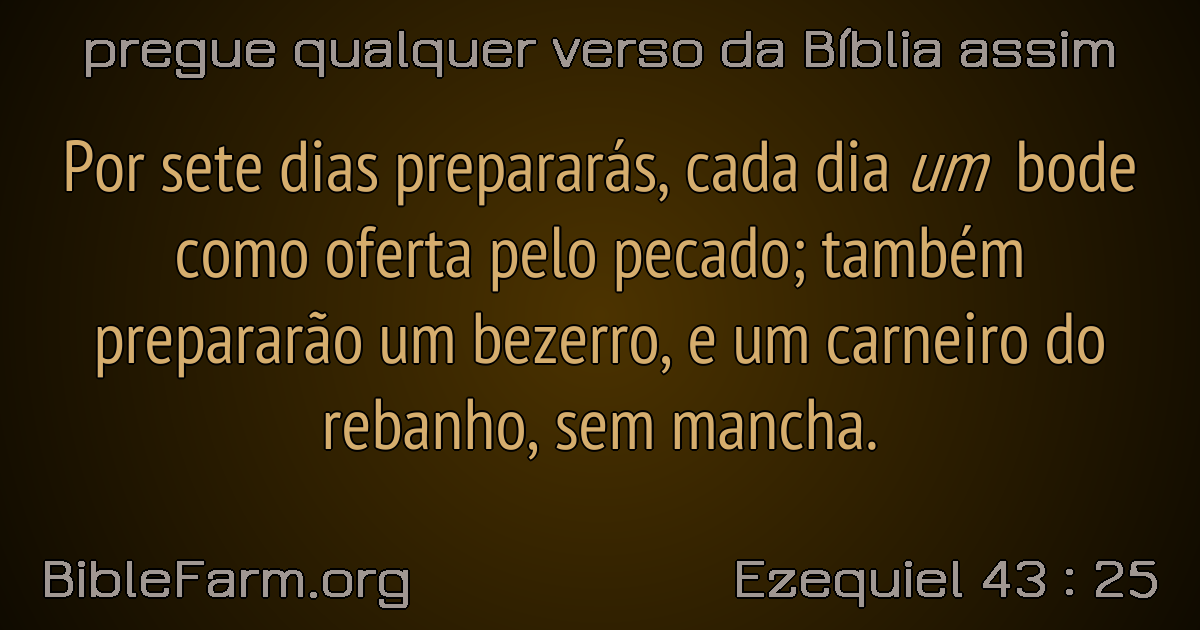 pregue qualquer verso da Bíblia assim
Por sete dias prepararás, cada dia um bode
como oferta pelo pecado; também
prepararão um bezerro, e um carneiro do
rebanho, sem mancha.
BibleFarm.org
Ezequiel 43 : 25